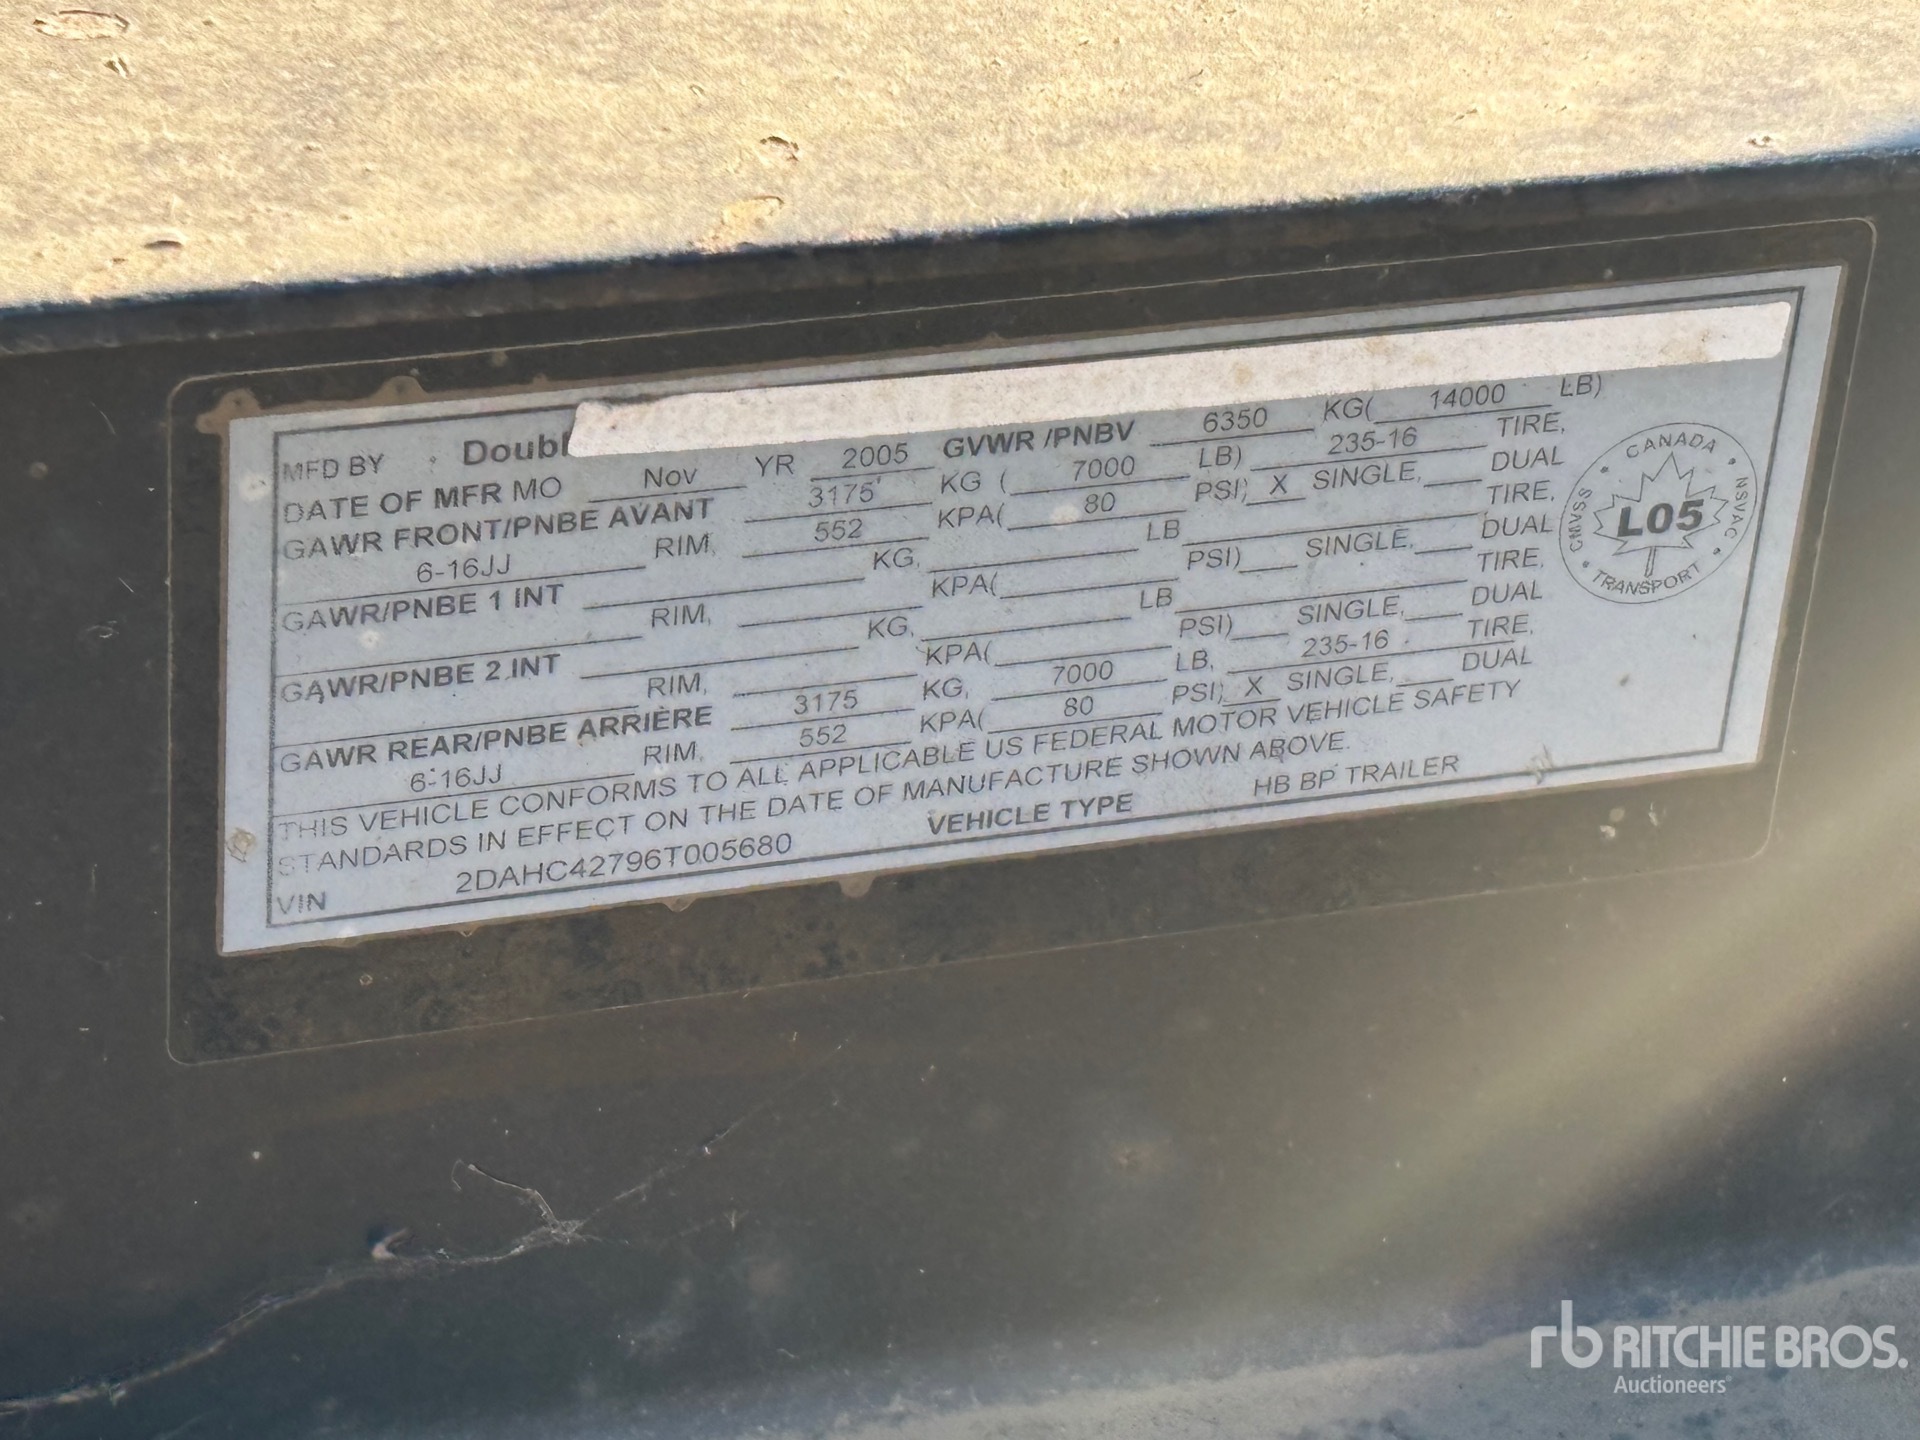 MFD BY Doubl
DATE OF MFR MO Nov YR 2005 GVWR /PNBV 6350 KG( 14000 LB)
GAWR FRONT/PNBE AVANT 3175 KG ( 7000 LB) 235-16 TIRE,
6-16JJ RIM, 552 KPA( 80 PSI) X SINGLE, DUAL
GAWR/PNBE 1 INT KG, LB TIRE,
RIM, KPA( PSI) SINGLE, DUAL
GAWR/PNBE 2 INT KG, LB TIRE,
RIM, KPA( PSI) SINGLE, DUAL
GAWR REAR/PNBE ARRIÈRE 3175 KG, 7000 LB, 235-16 TIRE,
6-16JJ RIM, 552 KPA( 80 PSI) X SINGLE, DUAL
THIS VEHICLE CONFORMS TO ALL APPLICABLE US FEDERAL MOTOR VEHICLE SAFETY
STANDARDS IN EFFECT ON THE DATE OF MANUFACTURE SHOWN ABOVE.
VIN 2DAHC42796T005680 VEHICLE TYPE HB BP TRAILER
CANADA
CMVSS L05 NSVAC
TRANSPORT
rb RITCHIE BROS.
Auctioneers